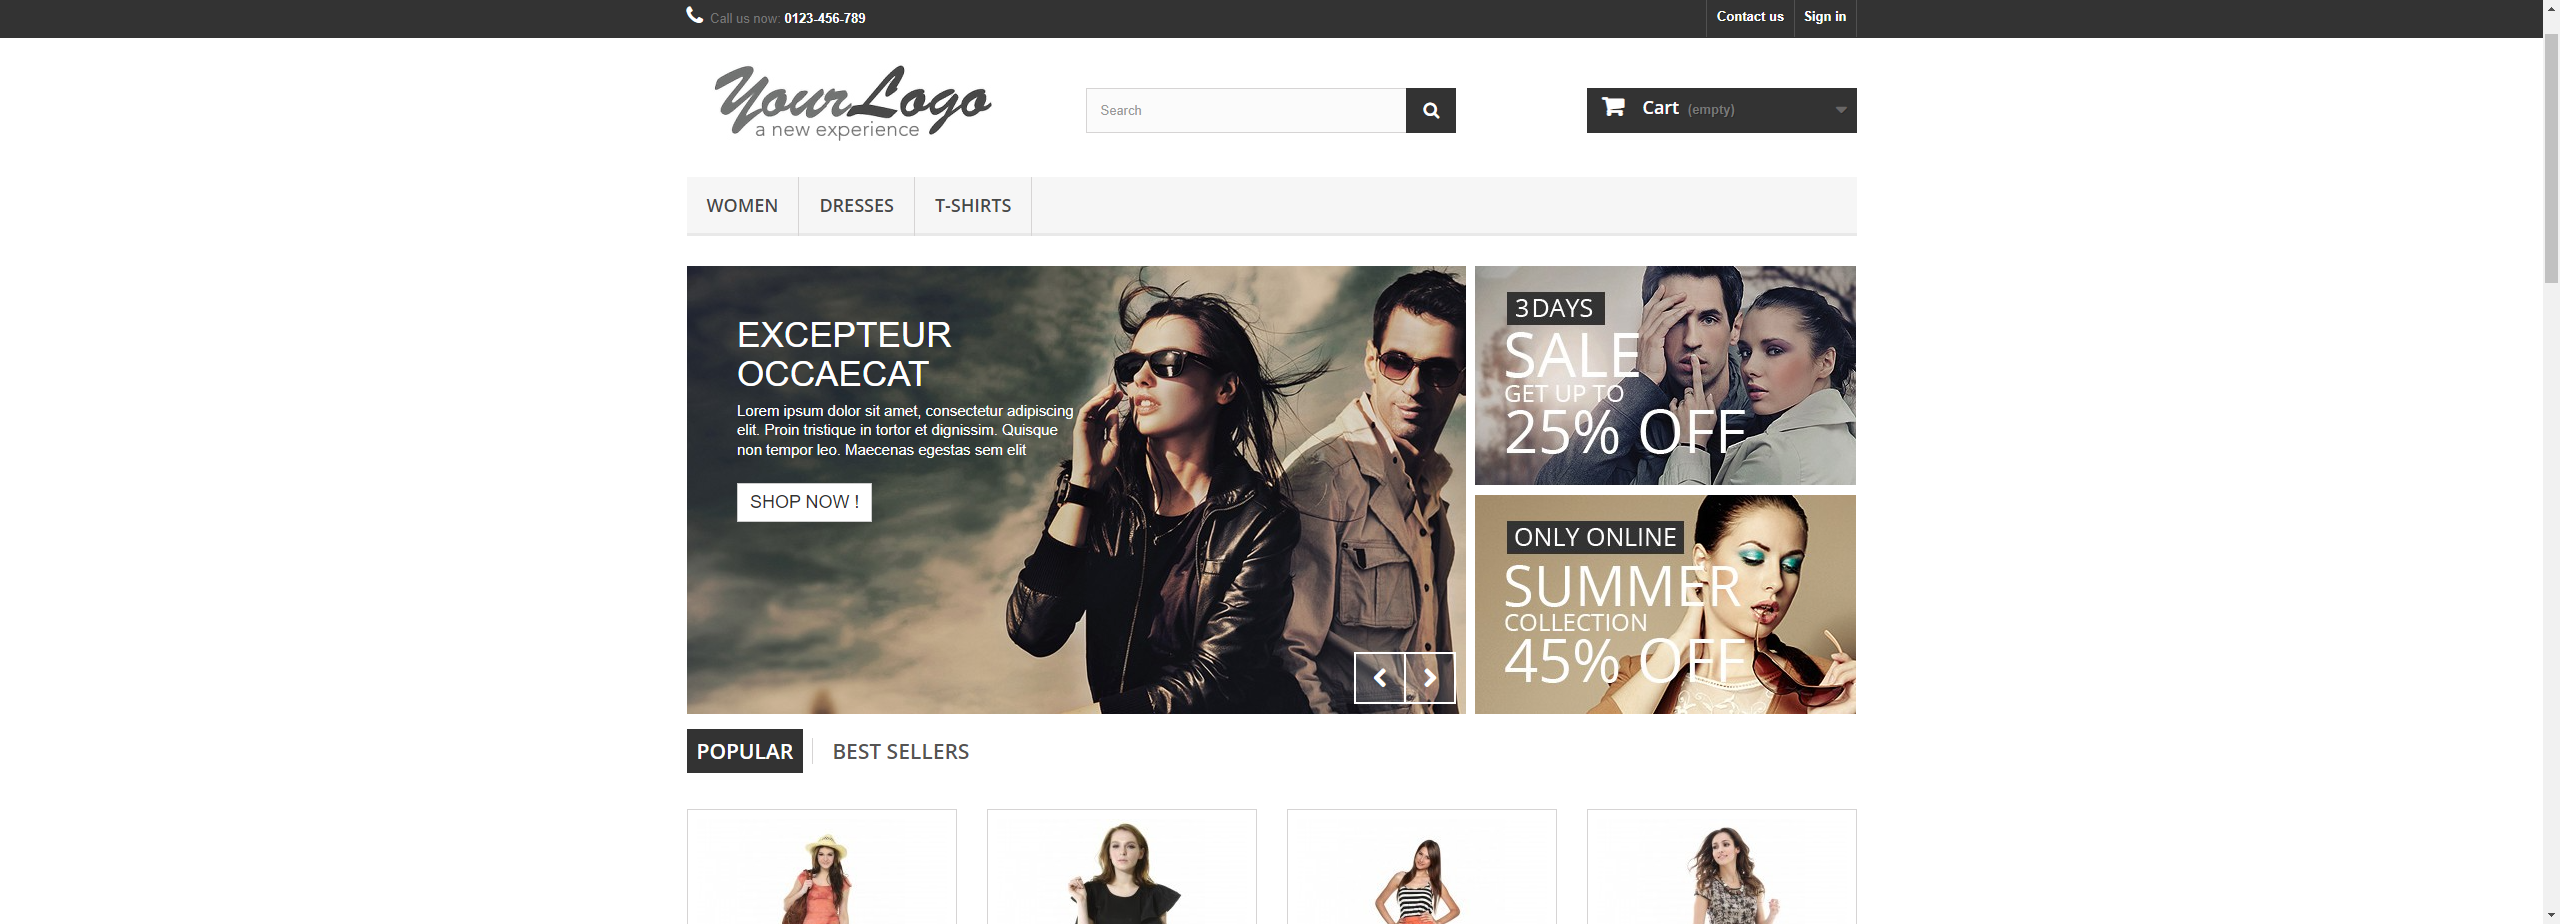 Call us now: 0123-456-789
Contact us
Sign in
YourLogo
a new experience
Search
Cart (empty)
WOMEN
DRESSES
T-SHIRTS
EXCEPTEUR
OCCAECAT
Lorem ipsum dolor sit amet, consectetur adipiscing
elit. Proin tristique in tortor et dignissim. Quisque
non tempor leo. Maecenas egestas sem elit
SHOP NOW !
3 DAYS
SALE
GET UP TO
25% OFF
ONLY ONLINE
SUMMER
COLLECTION
45% OFF
POPULAR
BEST SELLERS